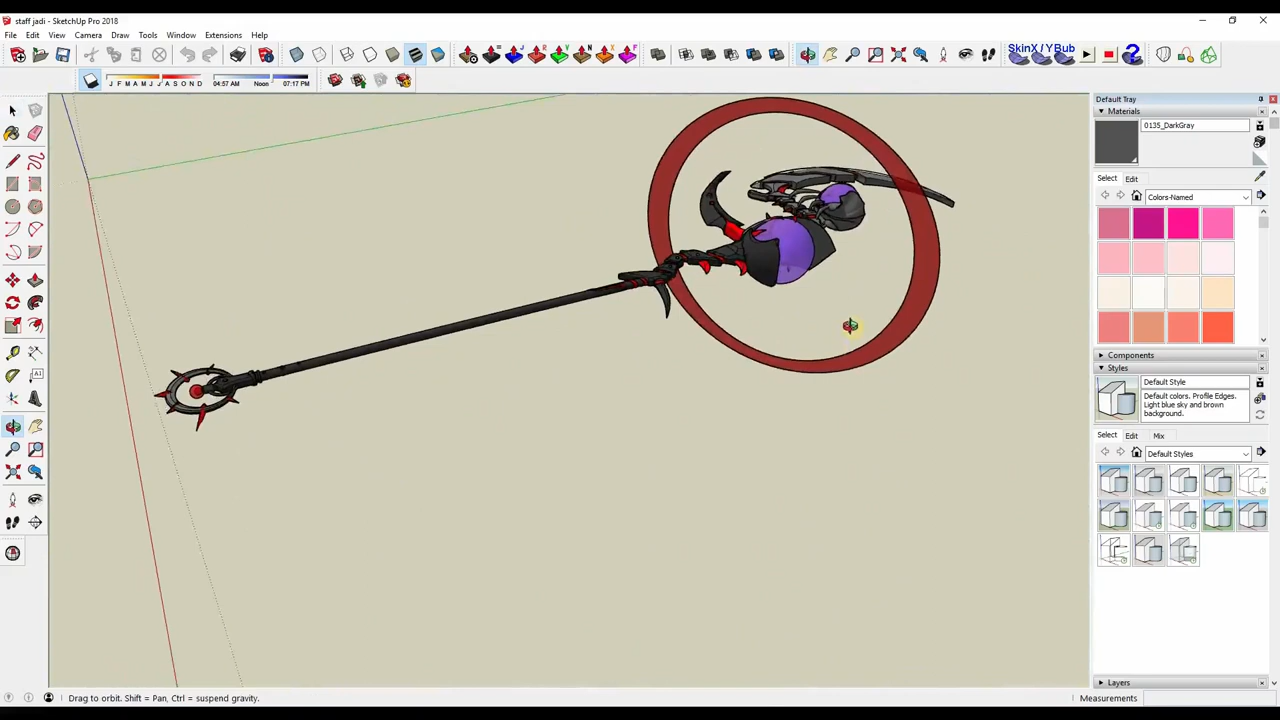 staff jadi - SketchUp Pro 2018
File Edit View Camera Draw Tools Window Extensions Help
SkinX / YBub
J F M A M J J A S O N D 04:57 AM Noon 07:17 PM
Default Tray
Materials
0135_DarkGray
Select Edit
Colors-Named
Components
Styles
Default Style
Default colors. Profile Edges.
Light blue sky and brown
background.
Select Edit Mix
Default Styles
Layers
Drag to orbit. Shift = Pan, Ctrl = suspend gravity.
Measurements